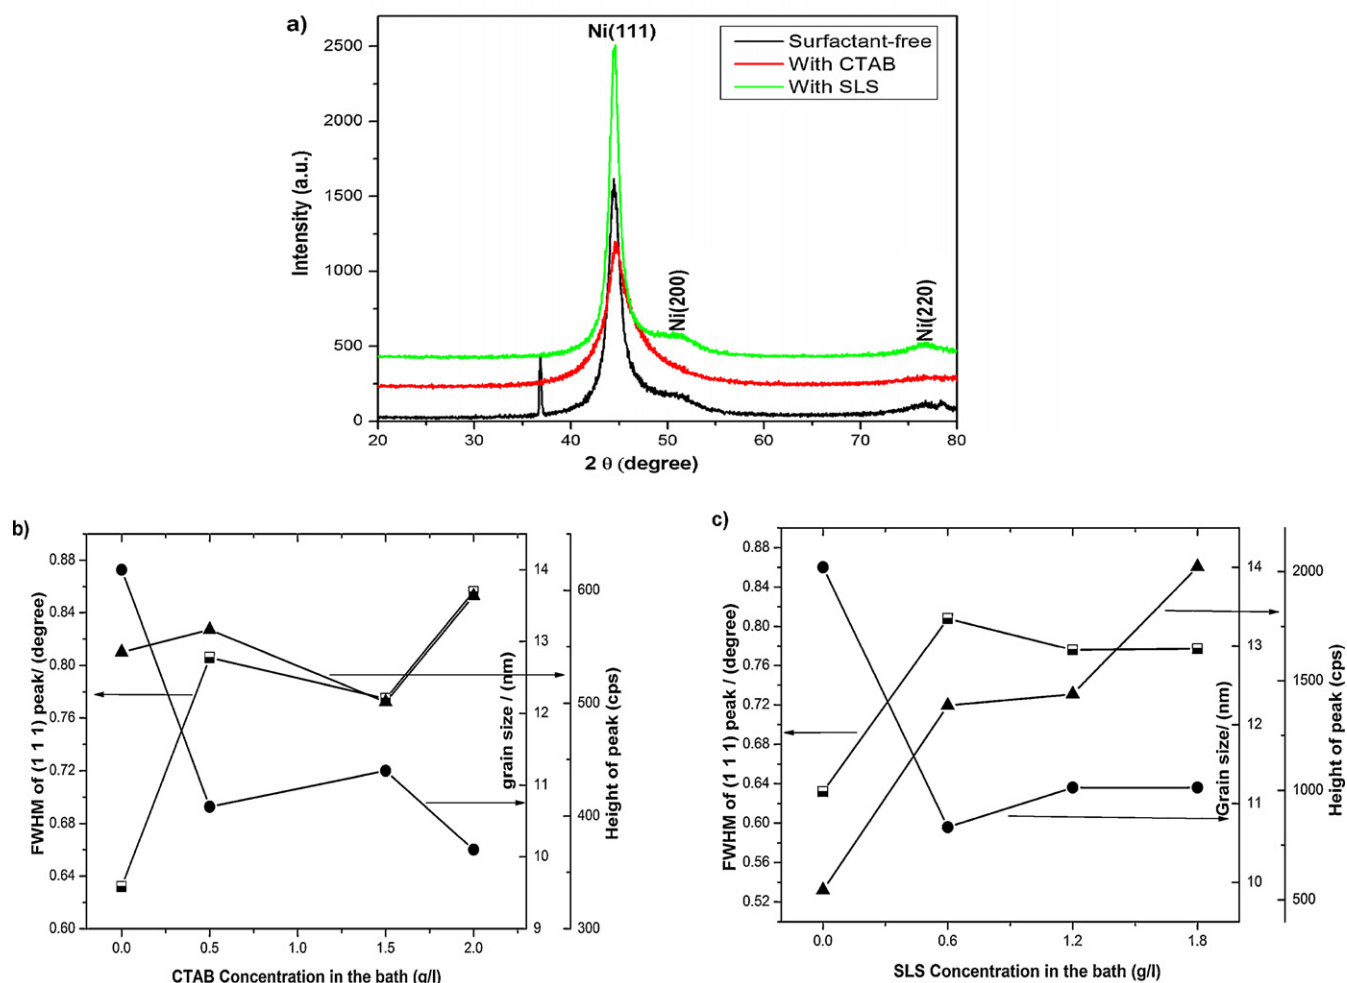 a)
Ni(111)
Surfactant-free
With CTAB
With SLS
2500
2000
1500
1000
500
0
Intensity (a.u.)
Ni(200)
Ni(220)
20 30 40 50 60 70 80
2 θ (degree)
b)
0.88
0.84
0.80
0.76
0.72
0.68
0.64
0.60
FWHM of (1 1 1) peak/ (degree)
14
13
12
11
10
9
grain size/ (nm)
600
500
400
300
Height of peak (cps)
0.0 0.5 1.0 1.5 2.0
CTAB Concentration in the bath (g/l)
c)
0.88
0.84
0.80
0.76
0.72
0.68
0.64
0.60
0.56
0.52
FWHM of (1 1 1) peak / (degree)
14
13
12
11
10
Grain size/ (nm)
2000
1500
1000
500
Height of peak (cps)
0.0 0.6 1.2 1.8
SLS Concentration in the bath (g/l)